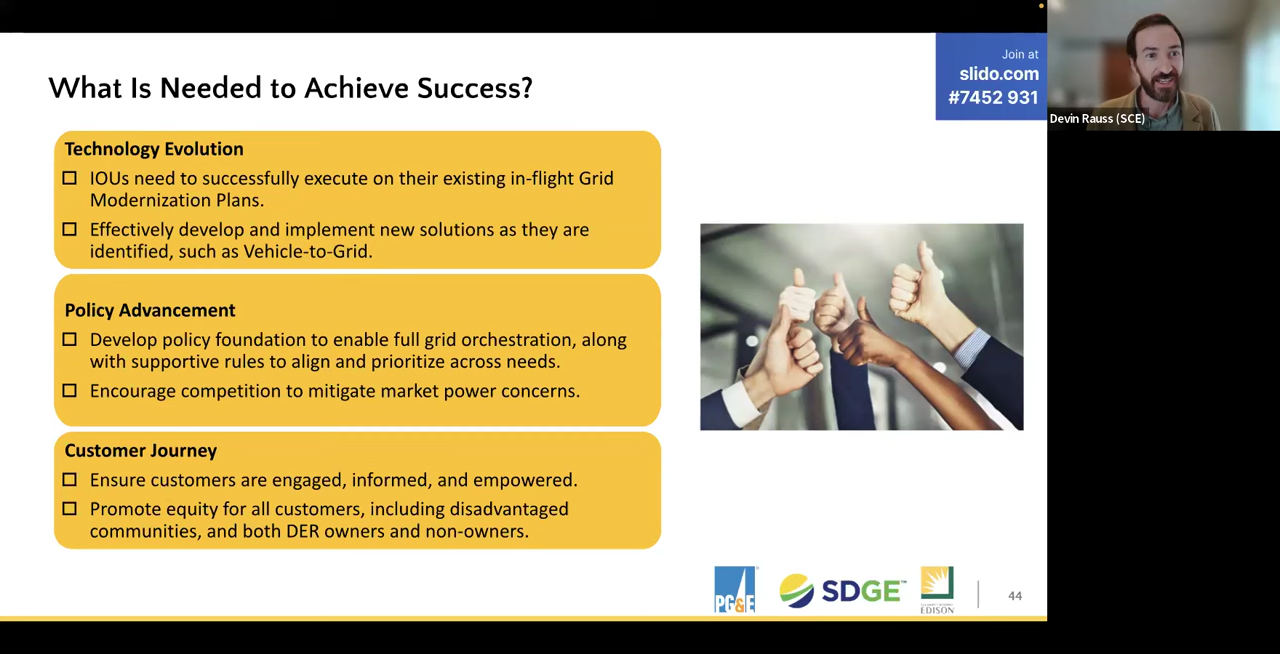 What Is Needed to Achieve Success?
Join at
slido.com
#7452 931
Devin Rauss (SCE)
Technology Evolution
IOUs need to successfully execute on their existing in-flight Grid
Modernization Plans.
Effectively develop and implement new solutions as they are
identified, such as Vehicle-to-Grid.
Policy Advancement
Develop policy foundation to enable full grid orchestration, along
with supportive rules to align and prioritize across needs.
Encourage competition to mitigate market power concerns.
Customer Journey
Ensure customers are engaged, informed, and empowered.
Promote equity for all customers, including disadvantaged
communities, and both DER owners and non-owners.
PG&E
SDGE™
EDISON
44